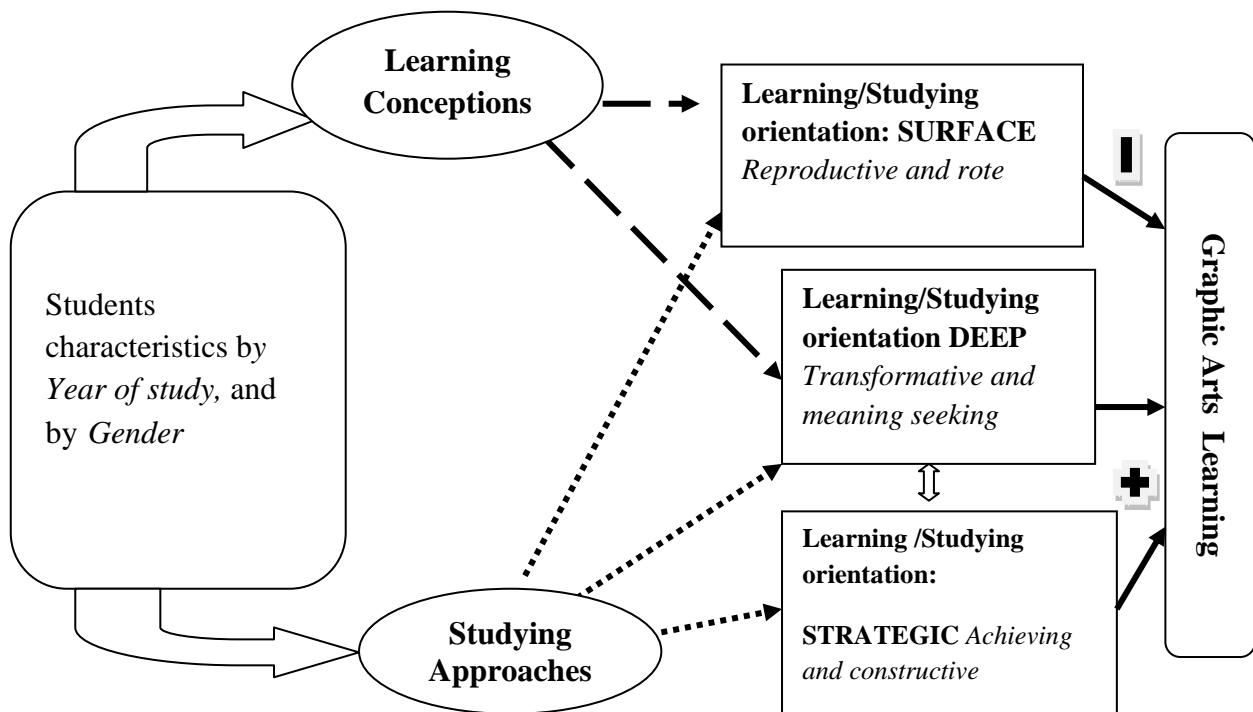 Learning
Conceptions
Learning/Studying
orientation: SURFACE
Reproductive and rote
Students
characteristics by
Year of study, and
by Gender
Learning/Studying
orientation DEEP
Transformative and
meaning seeking
Studying
Approaches
Learning /Studying
orientation:
STRATEGIC Achieving
and constructive
Graphic Arts Learning